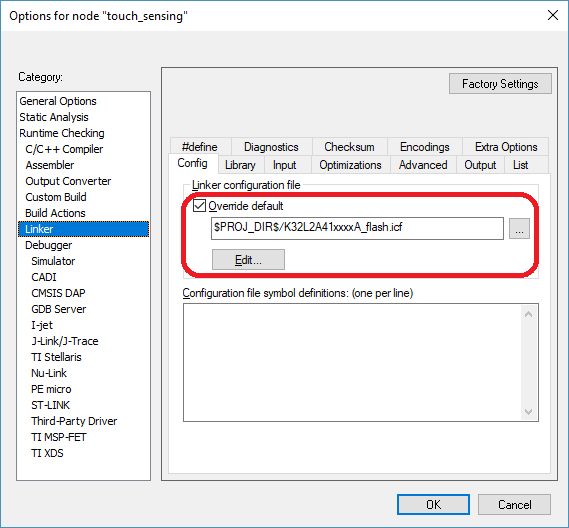 Options for node "touch_sensing"
Category:
General Options
Static Analysis
Runtime Checking
C/C++ Compiler
Assembler
Output Converter
Custom Build
Build Actions
Linker
Debugger
Simulator
CADI
CMSIS DAP
GDB Server
I-jet
J-Link/J-Trace
TI Stellaris
Nu-Link
PE micro
ST-LINK
Third-Party Driver
TI MSP-FET
TI XDS
Factory Settings
#define Diagnostics Checksum Encodings Extra Options
Config Library Input Optimizations Advanced Output List
Linker configuration file
Override default
$PROJ_DIR$/K32L2A41xxxxA_flash.icf
...
Edit...
Configuration file symbol definitions: (one per line)
OK Cancel